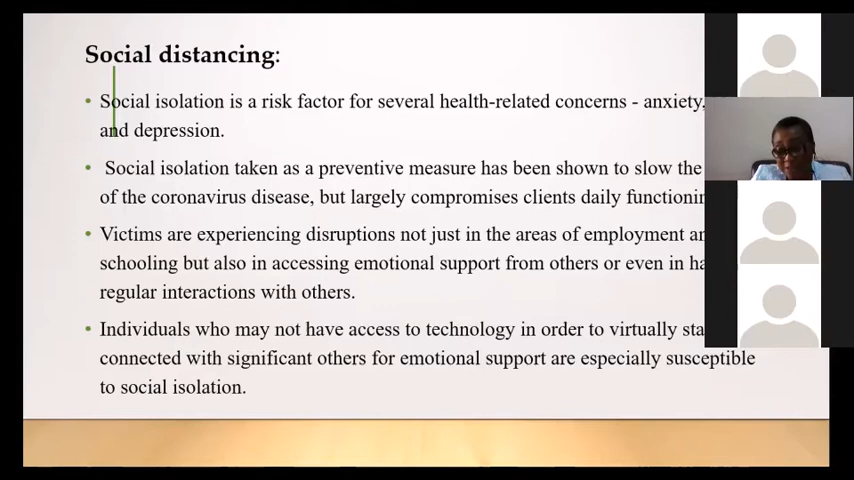 Social distancing:
• Social isolation is a risk factor for several health-related concerns - anxiety,
and depression.
• Social isolation taken as a preventive measure has been shown to slow the
of the coronavirus disease, but largely compromises clients daily
• Victims are experiencing disruptions not just in the areas of employment
schooling but also in accessing emotional support from others or even in
regular interactions with others.
• Individuals who may not have access to technology in order to virtually
connected with significant others for emotional support are especially susceptible
to social isolation.